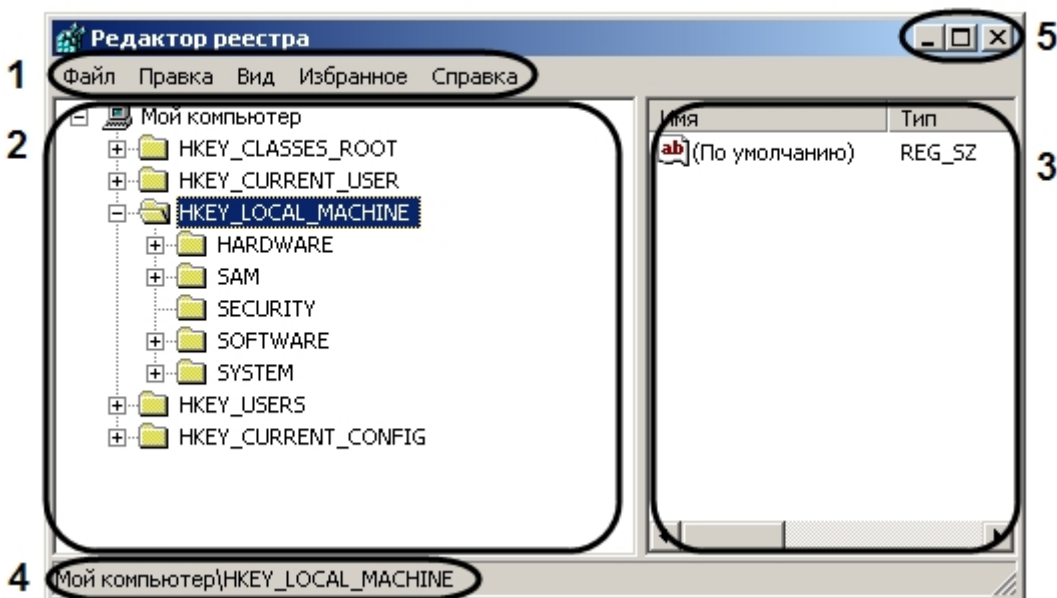 Редактор реестра
5
1
Файл Правка Вид Избранное Справка
2
Мой компьютер
HKEY_CLASSES_ROOT
HKEY_CURRENT_USER
HKEY_LOCAL_MACHINE
HARDWARE
SAM
SECURITY
SOFTWARE
SYSTEM
HKEY_USERS
HKEY_CURRENT_CONFIG
Имя Тип
ab (По умолчанию) REG_SZ
3
4
Мой компьютер\HKEY_LOCAL_MACHINE